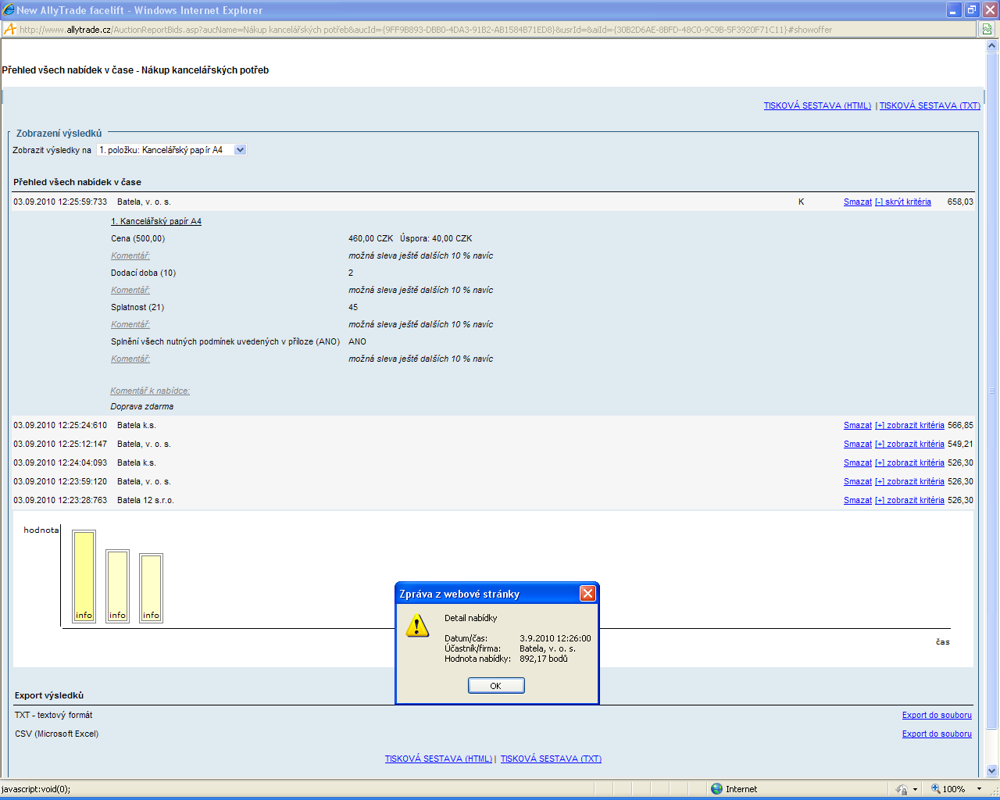 New AllyTrade facelift - Windows Internet Explorer
http://www.allytrade.cz/AuctionReportBids.asp?aucName=Nákup kancelářských potřeb&aucId={9FF9B893-DBB0-4DA3-91B2-AB1584B71ED8}&usrId=&aiId={30B2D6AE-8BFD-48C0-9C9B-5F3920F71C11}#showoffer
Přehled všech nabídek v čase - Nákup kancelářských potřeb
TISKOVÁ SESTAVA (HTML) | TISKOVÁ SESTAVA (TXT)
Zobrazení výsledků
Zobrazit výsledky na 1. položku: Kancelářský papír A4
Přehled všech nabídek v čase
03.09.2010 12:25:59:733 Batela, v. o. s. K Smazat [-] skrýt kritéria 658,03
1. Kancelářský papír A4
Cena (500,00) 460,00 CZK Úspora: 40,00 CZK
Komentář: možná sleva ještě dalších 10 % navíc
Dodací doba (10) 2
Komentář: možná sleva ještě dalších 10 % navíc
Splatnost (21) 45
Komentář: možná sleva ještě dalších 10 % navíc
Splnění všech nutných podmínek uvedených v příloze (ANO) ANO
Komentář: možná sleva ještě dalších 10 % navíc
Komentář k nabídce:
Doprava zdarma
03.09.2010 12:25:24:610 Batela k.s. Smazat [+] zobrazit kritéria 566,85
03.09.2010 12:25:12:147 Batela, v. o. s. Smazat [+] zobrazit kritéria 549,21
03.09.2010 12:24:04:093 Batela k.s. Smazat [+] zobrazit kritéria 526,30
03.09.2010 12:23:59:120 Batela, v. o. s. Smazat [+] zobrazit kritéria 526,30
03.09.2010 12:23:28:763 Batela 12 s.r.o. Smazat [+] zobrazit kritéria 526,30
hodnota
info info info
čas
Zpráva z webové stránky
Detail nabídky
Datum/čas: 3.9.2010 12:26:00
Účastník/firma: Batela, v. o. s.
Hodnota nabídky: 892,17 bodů
OK
Export výsledků
TXT - textový formát Export do souboru
CSV (Microsoft Excel) Export do souboru
TISKOVÁ SESTAVA (HTML) | TISKOVÁ SESTAVA (TXT)
javascript:void(0); Internet 100%